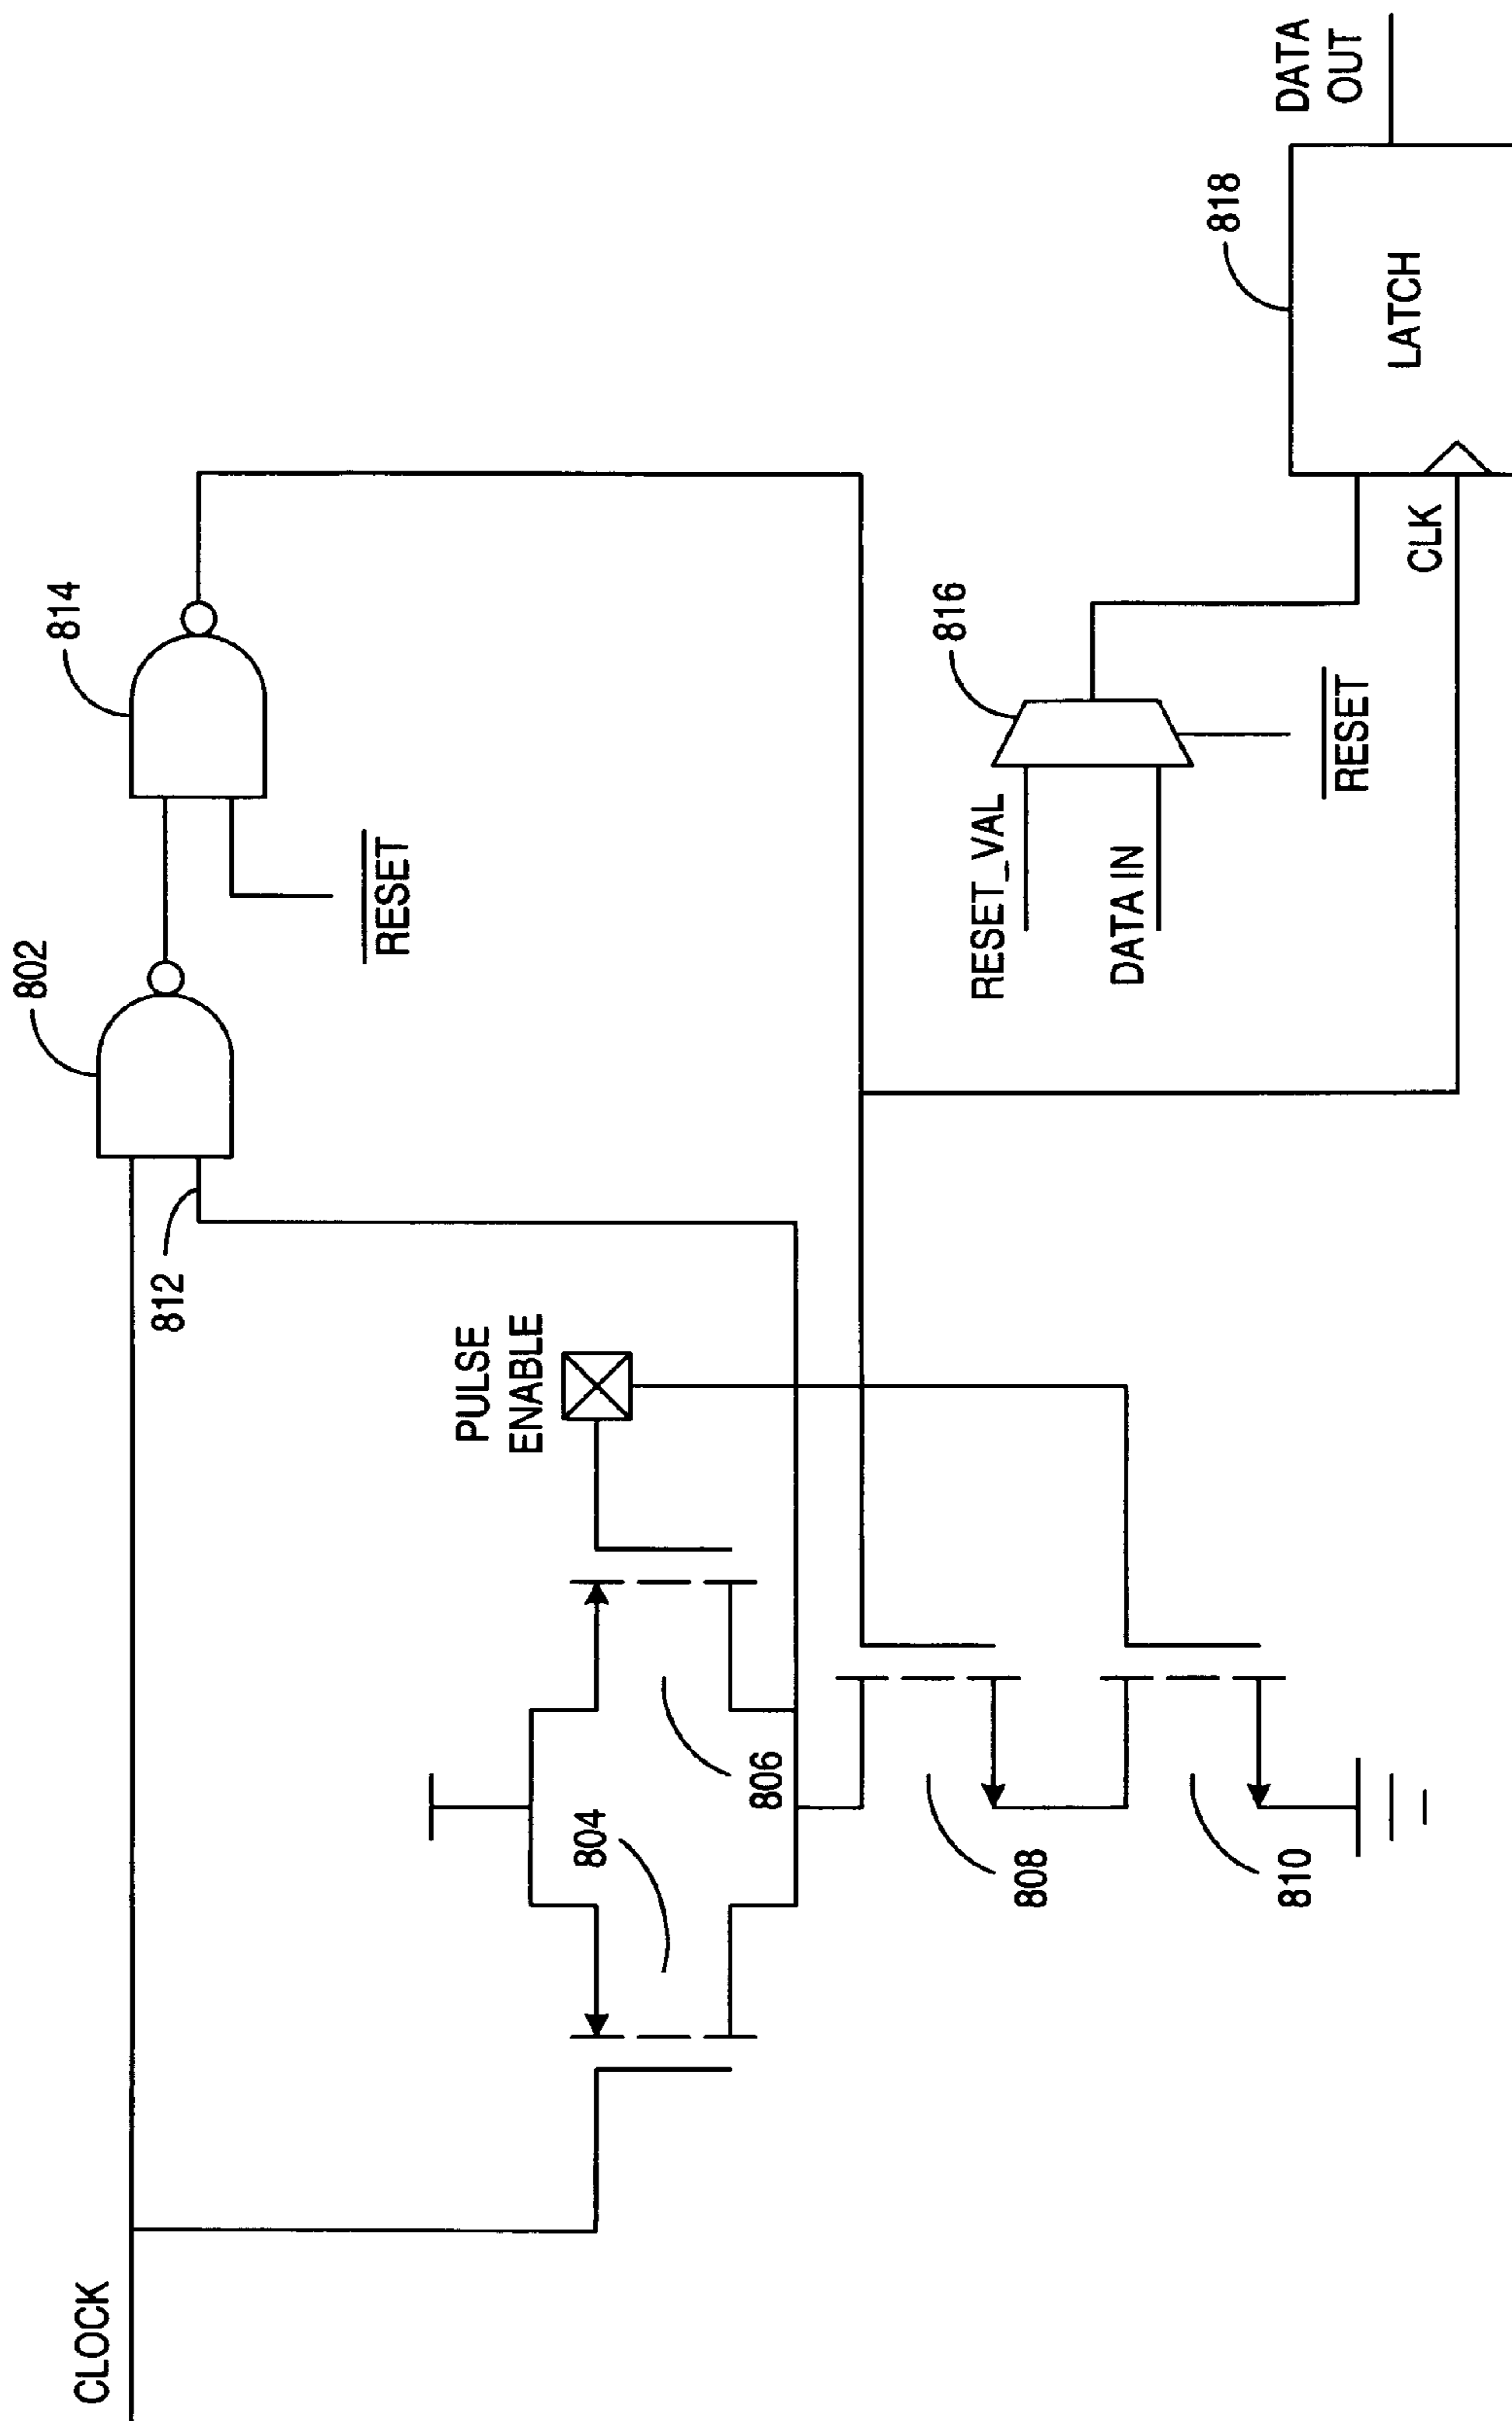 CLOCK
812
802
814
RESET
PULSE
ENABLE
804
806
808
810
RESET_VAL
DATA IN
816
RESET
CLK
818
LATCH
DATA
OUT